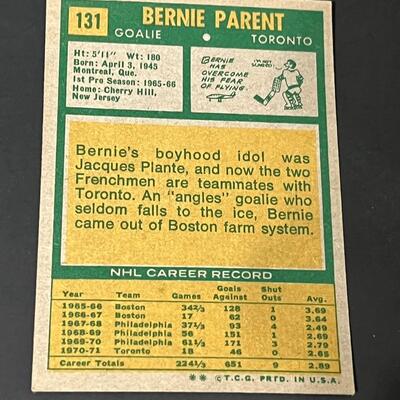 131 BERNIE PARENT
GOALIE TORONTO
Ht: 5'11" Wt: 180
Born: April 3, 1945
Montreal, Que.
1st Pro Season: 1965-66
Home: Cherry Hill,
New Jersey
BERNIE
HAS
OVERCOME
HIS FEAR
OF FLYING.
I'M NOT
Bernie's boyhood idol was
Jacques Plante, and now the two
Frenchmen are teammates with
Toronto. An "angles" goalie who
seldom falls to the ice, Bernie
came out of Boston farm system.
NHL CAREER RECORD
Year Team Games Goals Against Shut Outs Avg.
1965-66 Boston 34⅔ 128 1 3.69
1966-67 Boston 17 62 0 3.64
1967-68 Philadelphia 37⅓ 93 4 2.49
1968-69 Philadelphia 56 151 1 2.69
1969-70 Philadelphia 61⅓ 171 3 2.79
1970-71 Toronto 18 46 0 2.65
Career Totals 224⅓ 651 9 2.89
** © T.C.G. PRTD. IN U.S.A.